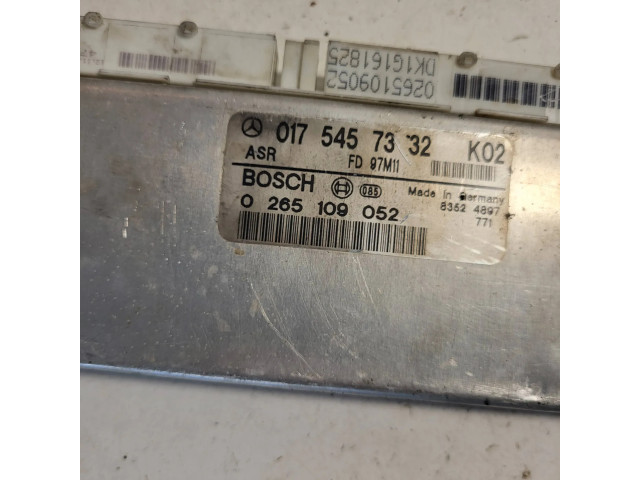 0265109052
DK1G161825
017 545 73 32 K02
ASR FD 97M11
BOSCH 085 Made In Germany
0 265 109 052 8352 4897
771